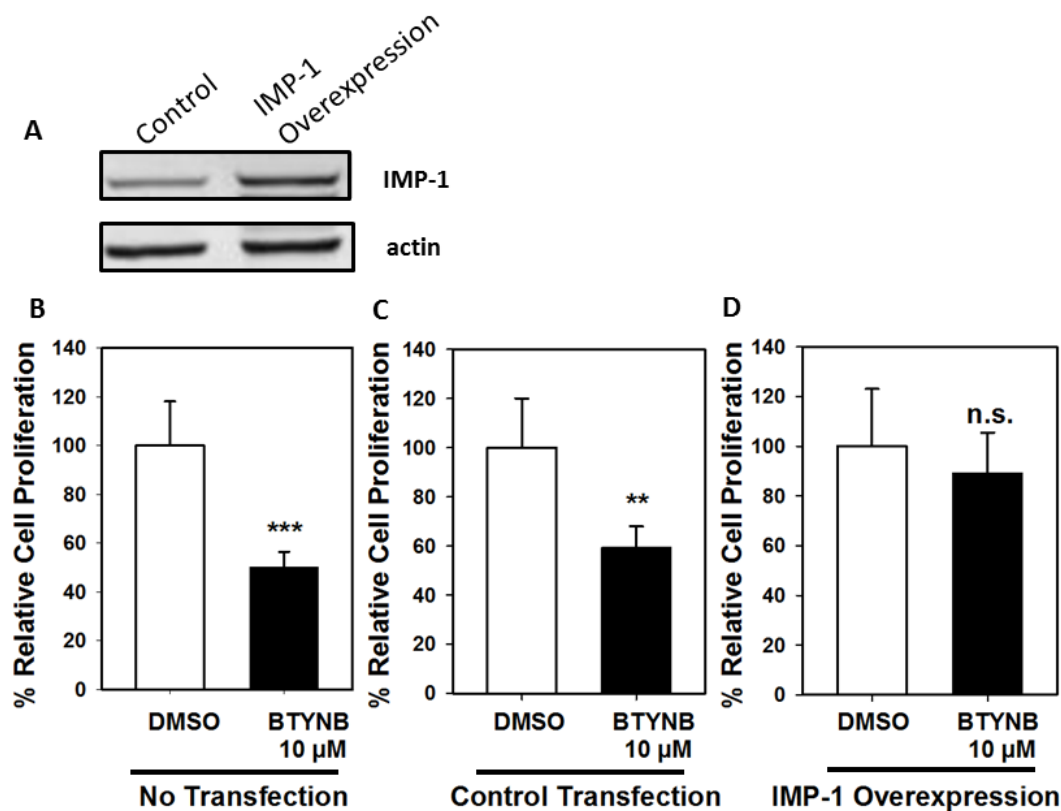 A
Control
IMP-1
Overexpression
IMP-1
actin
B
% Relative Cell Proliferation
140
120
100
80
60
40
20
0
***
DMSO
BTYNB
10 µM
No Transfection
C
% Relative Cell Proliferation
140
120
100
80
60
40
20
0
**
DMSO
BTYNB
10 µM
Control Transfection
D
% Relative Cell Proliferation
140
120
100
80
60
40
20
0
n.s.
DMSO
BTYNB
10 µM
IMP-1 Overexpression